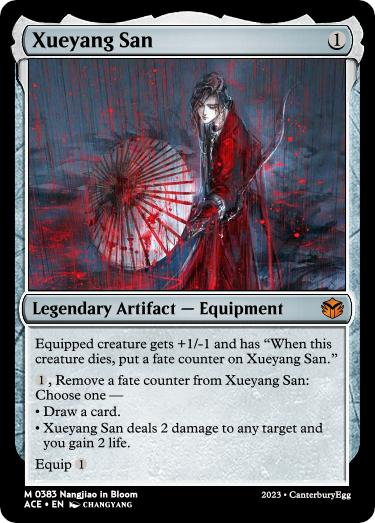 Xueyang San 1
Legendary Artifact — Equipment
Equipped creature gets +1/-1 and has “When this
creature dies, put a fate counter on Xueyang San.”
1, Remove a fate counter from Xueyang San:
Choose one —
• Draw a card.
• Xueyang San deals 2 damage to any target and
you gain 2 life.
Equip 1
M 0383 Nangjiao in Bloom
ACE • EN CHANGYANG
2023 • CanterburyEgg